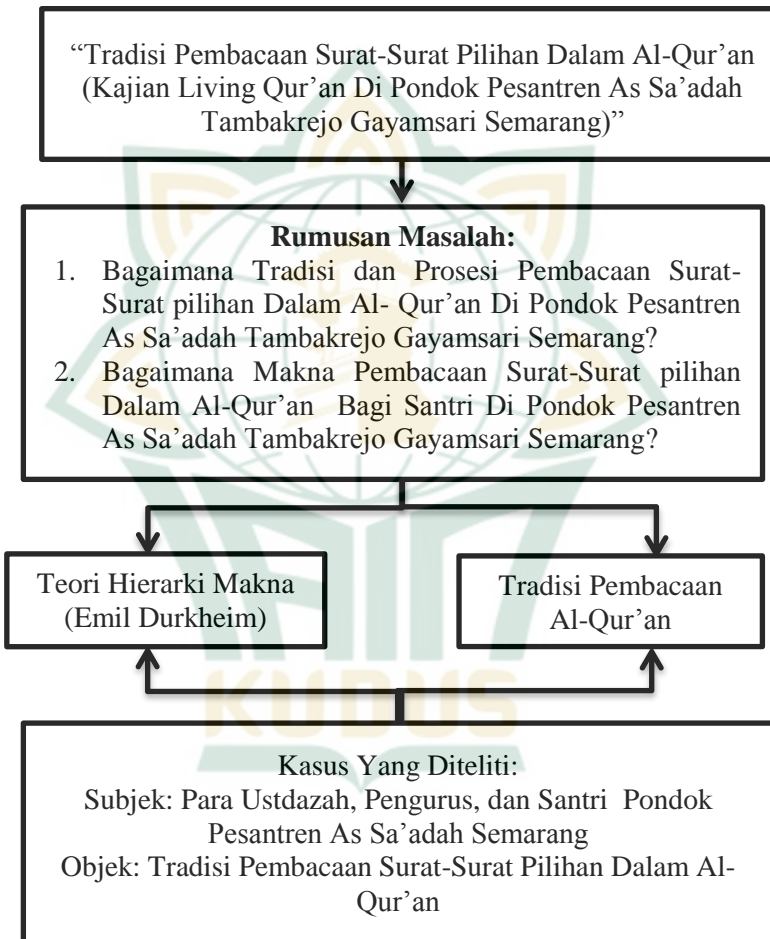 “Tradisi Pembacaan Surat-Surat Pilihan Dalam Al-Qur’an
(Kajian Living Qur’an Di Pondok Pesantren As Sa’adah
Tambakrejo Gayamsari Semarang)”
Rumusan Masalah:
1. Bagaimana Tradisi dan Prosesi Pembacaan Surat-
Surat pilihan Dalam Al- Qur’an Di Pondok Pesantren
As Sa’adah Tambakrejo Gayamsari Semarang?
2. Bagaimana Makna Pembacaan Surat-Surat pilihan
Dalam Al-Qur’an Bagi Santri Di Pondok Pesantren
As Sa’adah Tambakrejo Gayamsari Semarang?
Teori Hierarki Makna
(Emil Durkheim)
Tradisi Pembacaan
Al-Qur’an
KUDUS
Kasus Yang Diteliti:
Subjek: Para Ustdazah, Pengurus, dan Santri Pondok
Pesantren As Sa’adah Semarang
Objek: Tradisi Pembacaan Surat-Surat Pilihan Dalam Al-
Qur’an